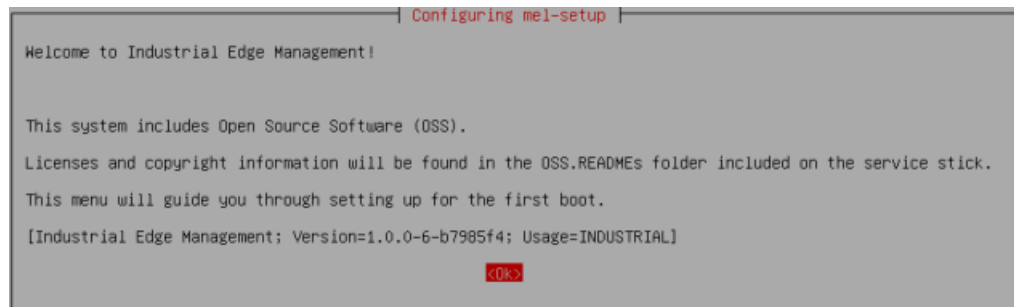 Configuring mel-setup
Welcome to Industrial Edge Management!
This system includes Open Source Software (OSS).
Licenses and copyright information will be found in the OSS.READMEs folder included on the service stick.
This menu will guide you through setting up for the first boot.
[Industrial Edge Management; Version=1.0.0-6-b7985f4; Usage=INDUSTRIAL]
<Ok>